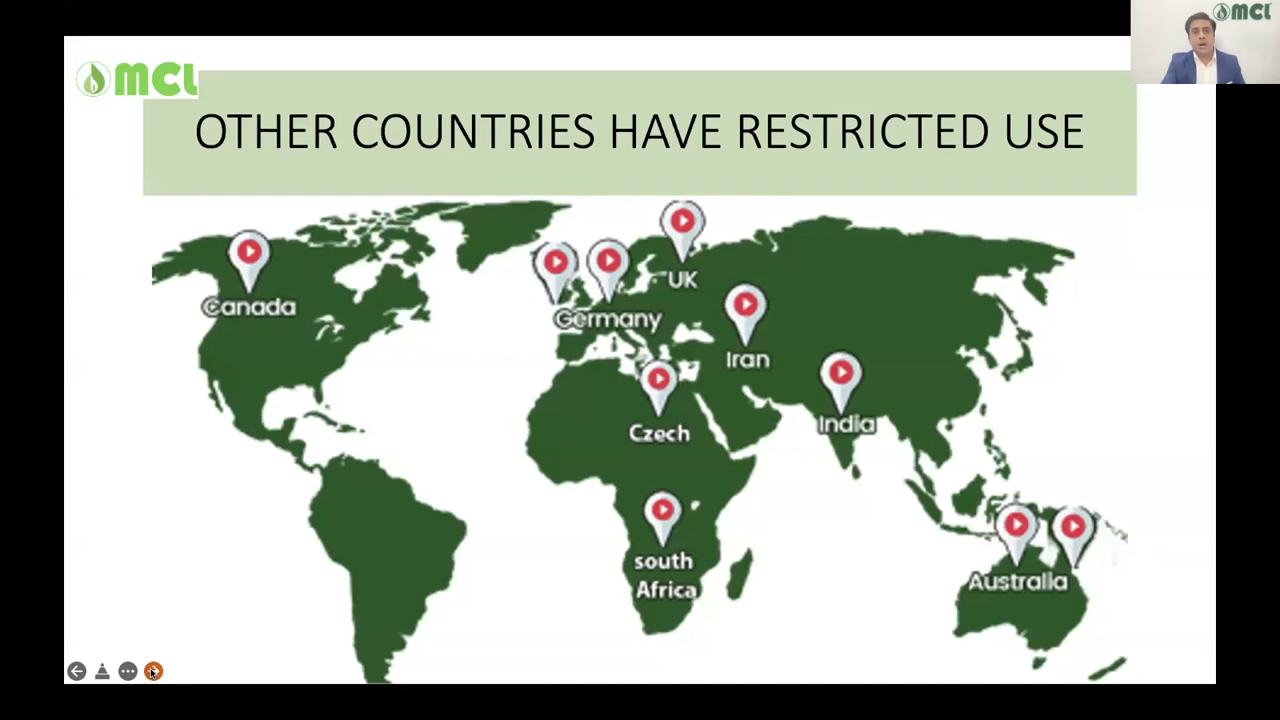 MCL
MCL
OTHER COUNTRIES HAVE RESTRICTED USE
Canada
UK
Germany
Iran
India
Czech
south
Africa
Australia